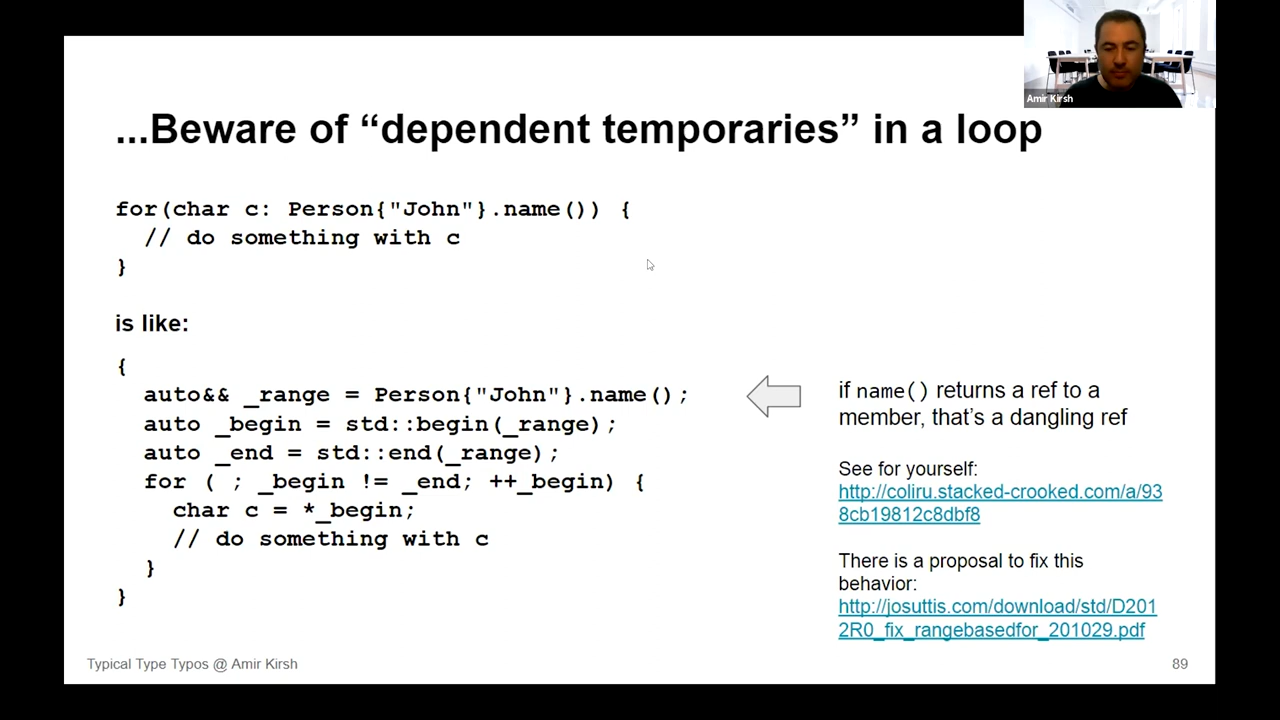 Amir Kirsh
...Beware of “dependent temporaries” in a loop
for(char c: Person{"John"}.name()) {
// do something with c
}
is like:
{
auto&& _range = Person{"John"}.name();
auto _begin = std::begin(_range);
auto _end = std::end(_range);
for ( ; _begin != _end; ++_begin) {
char c = *_begin;
// do something with c
}
}
if name() returns a ref to a
member, that’s a dangling ref
See for yourself:
http://coliru.stacked-crooked.com/a/93
8cb19812c8dbf8
There is a proposal to fix this
behavior:
http://josuttis.com/download/std/D201
2R0_fix_rangebasedfor_201029.pdf
Typical Type Typos @ Amir Kirsh
89